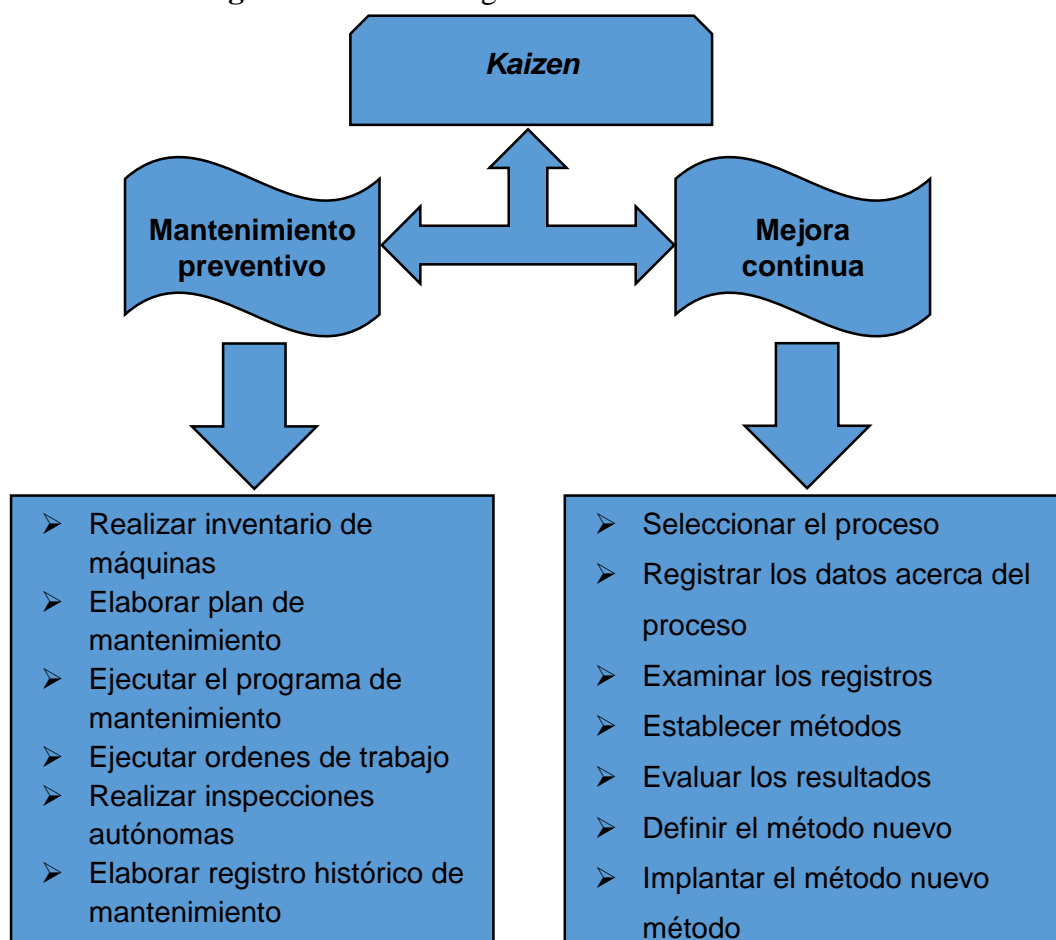 Kaizen
Mantenimiento
preventivo
Mejora
continua
➢ Realizar inventario de
máquinas
➢ Elaborar plan de
mantenimiento
➢ Ejecutar el programa de
mantenimiento
➢ Ejecutar ordenes de trabajo
➢ Realizar inspecciones
autónomas
➢ Elaborar registro histórico de
mantenimiento
➢ Seleccionar el proceso
➢ Registrar los datos acerca del
proceso
➢ Examinar los registros
➢ Establecer métodos
➢ Evaluar los resultados
➢ Definir el método nuevo
➢ Implantar el método nuevo
método